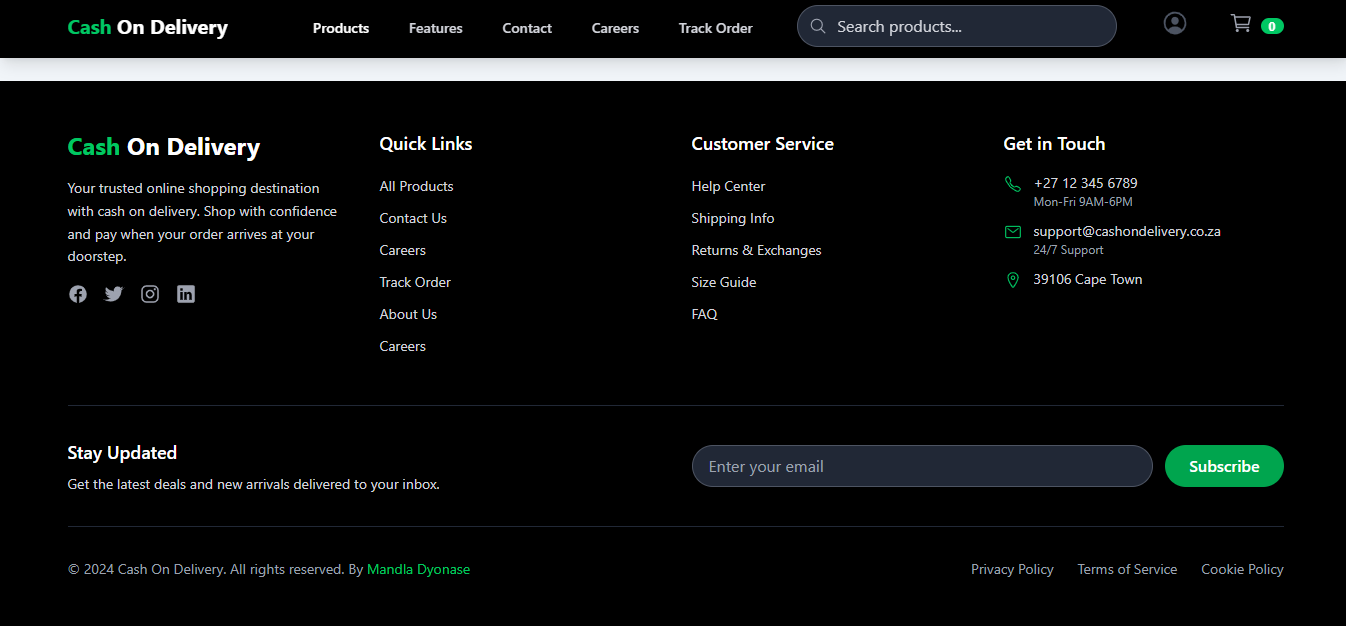 Cash On Delivery
Products
Features
Contact
Careers
Track Order
Search products...
0
Cash On Delivery
Your trusted online shopping destination
with cash on delivery. Shop with confidence
and pay when your order arrives at your
doorstep.
Quick Links
All Products
Contact Us
Careers
Track Order
About Us
Careers
Customer Service
Help Center
Shipping Info
Returns & Exchanges
Size Guide
FAQ
Get in Touch
+27 12 345 6789
Mon-Fri 9AM-6PM
support@cashondelivery.co.za
24/7 Support
39106 Cape Town
Stay Updated
Get the latest deals and new arrivals delivered to your inbox.
Enter your email
Subscribe
© 2024 Cash On Delivery. All rights reserved. By Mandla Dyonase
Privacy Policy
Terms of Service
Cookie Policy